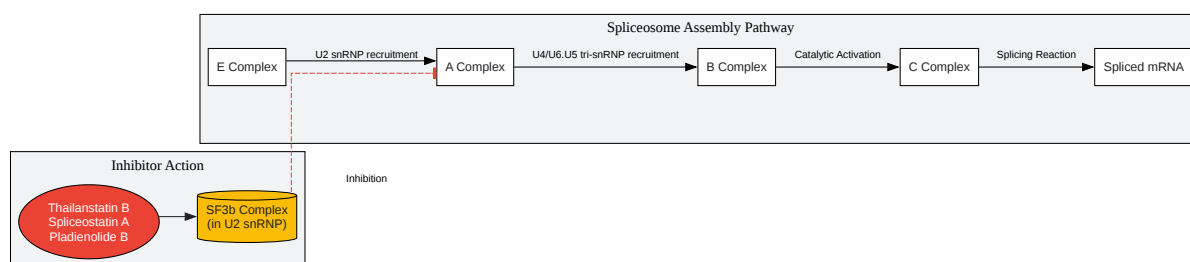 Spliceosome Assembly Pathway
E Complex
U2 snRNP recruitment
A Complex
U4/U6.U5 tri-snRNP recruitment
B Complex
Catalytic Activation
C Complex
Splicing Reaction
Spliced mRNA
Inhibitor Action
Thailanstatin B
Spliceostatin A
Pladienolide B
SF3b Complex
(in U2 snRNP)
Inhibition